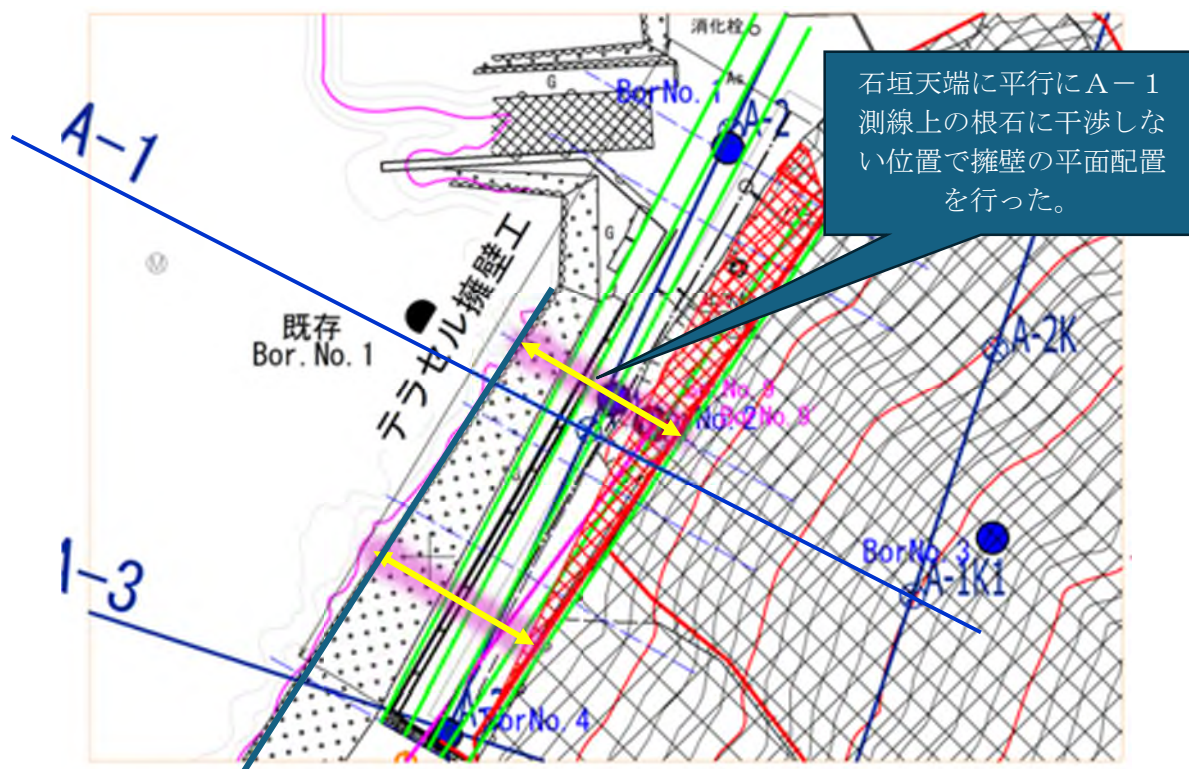 消化栓
石垣天端に平行にA-1
測線上の根石に干渉しな
い位置で擁壁の平面配置
を行った。
G
As
BorNo.1
A-2
A-1
G
テラセル擁壁工
M
既存
Bor.No.1
A-2K
No.9
BorNo.3
A-1K1
1-3
BorNo.4